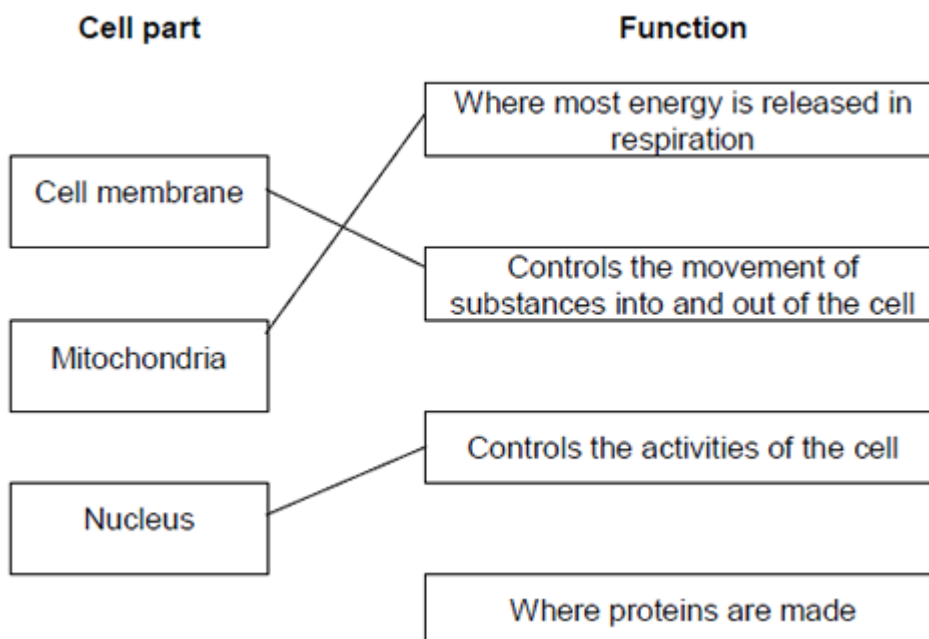 Cell part
Function
Where most energy is released in
respiration
Cell membrane
Controls the movement of
substances into and out of the cell
Mitochondria
Controls the activities of the cell
Nucleus
Where proteins are made